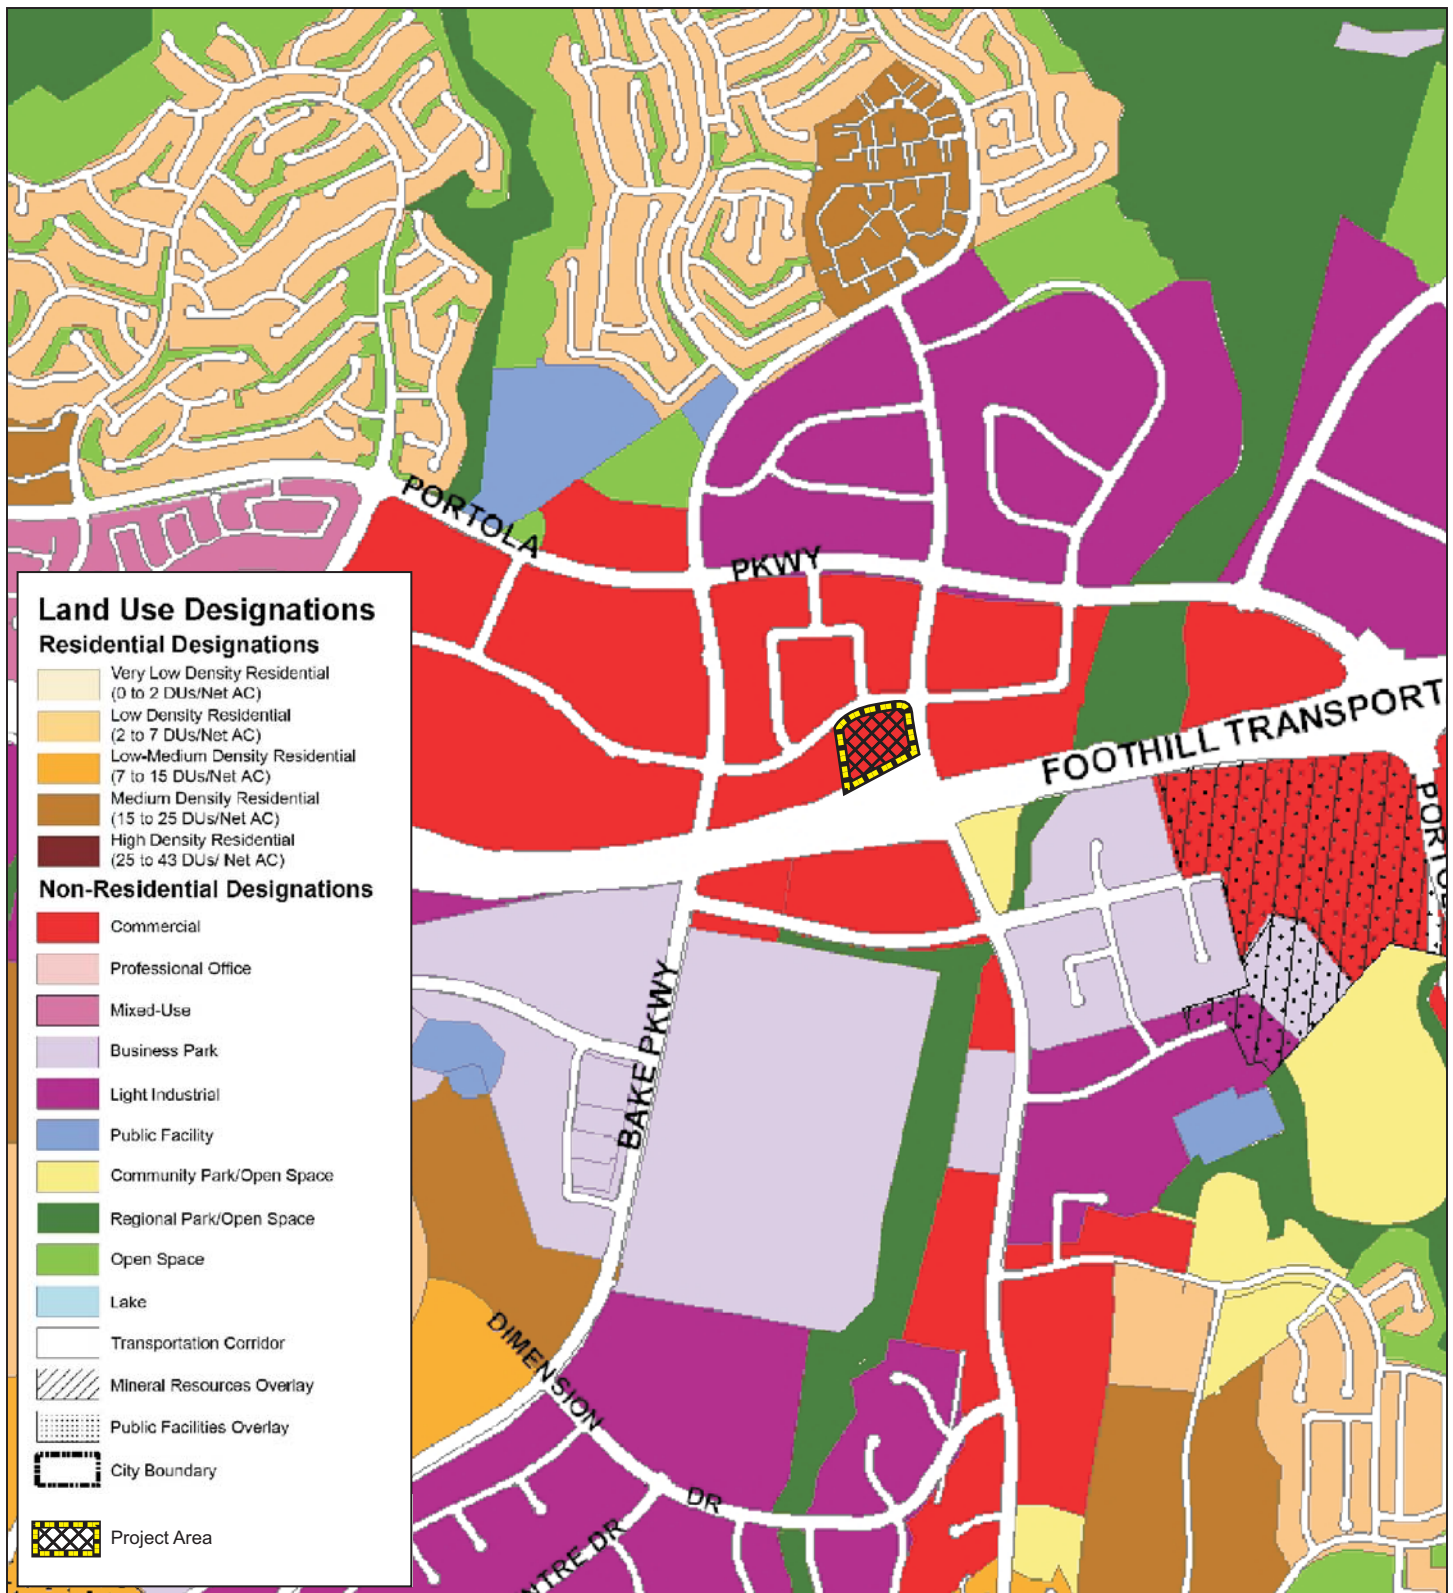 PORTOLA
PKWY
FOOTHILL TRANSPORT
BAKE PKWY
DIMENSION
DR
NTRE DR
Land Use Designations
Residential Designations
Very Low Density Residential
(0 to 2 DUs/Net AC)
Low Density Residential
(2 to 7 DUs/Net AC)
Low-Medium Density Residential
(7 to 15 DUs/Net AC)
Medium Density Residential
(15 to 25 DUs/Net AC)
High Density Residential
(25 to 43 DUs/ Net AC)
Non-Residential Designations
Commercial
Professional Office
Mixed-Use
Business Park
Light Industrial
Public Facility
Community Park/Open Space
Regional Park/Open Space
Open Space
Lake
Transportation Corridor
Mineral Resources Overlay
Public Facilities Overlay
City Boundary
Project Area